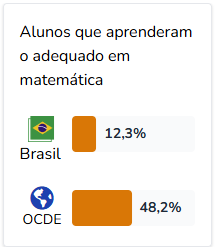 Alunos que aprenderam
o adequado em
matemática
12,3%
Brasil
48,2%
OCDE